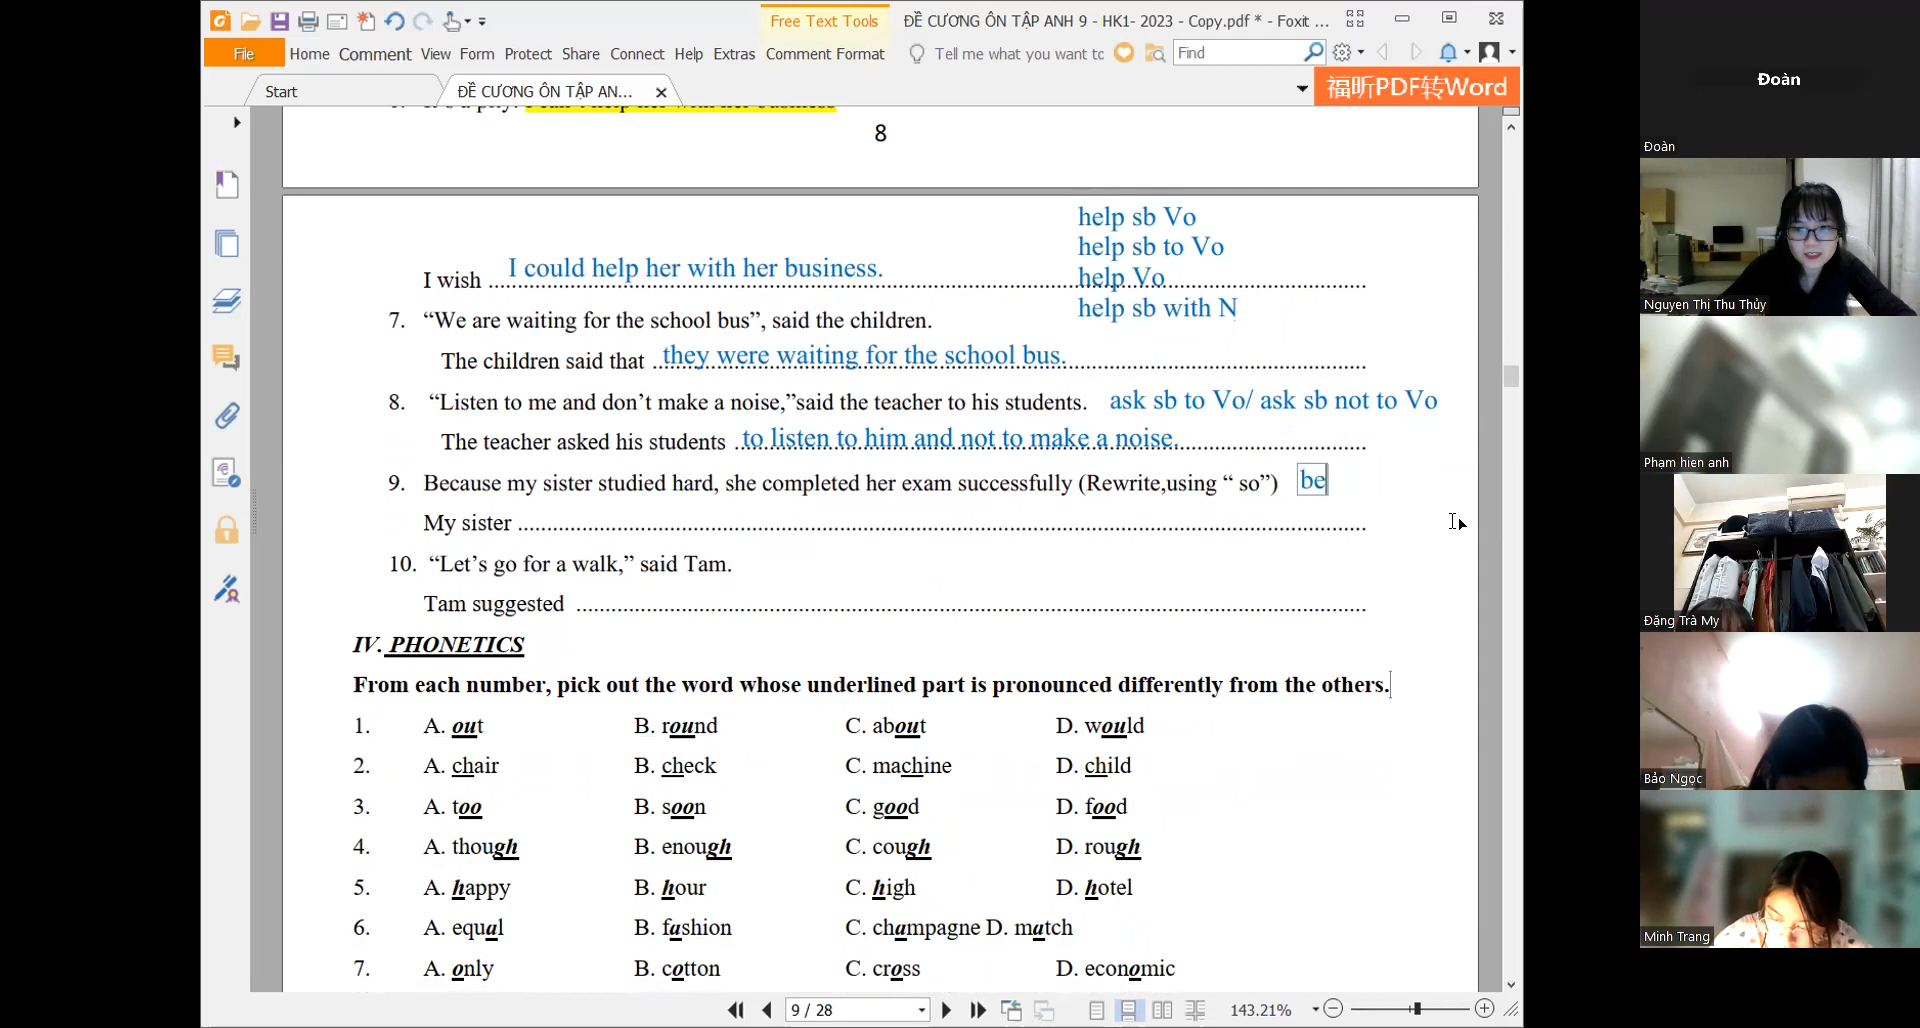 Free Text Tools
ĐỀ CƯƠNG ÔN TẬP ANH 9 - HK1- 2023 - Copy.pdf * - Foxit ...
File Home Comment View Form Protect Share Connect Help Extras Comment Format Tell me what you want to Find
Start ĐỀ CƯƠNG ÔN TẬP AN...
福昕PDF转Word
8
help sb Vo
help sb to Vo
I could help her with her business.
help Vo
I wish ........
help sb with N
7. “We are waiting for the school bus”, said the children.
they were waiting for the school bus.
The children said that ........
8. “Listen to me and don’t make a noise,”said the teacher to his students. ask sb to Vo/ ask sb not to Vo
to listen to him and not to make a noise.
The teacher asked his students ........
9. Because my sister studied hard, she completed her exam successfully (Rewrite,using “ so”) be
My sister ........
10. “Let’s go for a walk,” said Tam.
Tam suggested ........
IV. PHONETICS
From each number, pick out the word whose underlined part is pronounced differently from the others.
1. A. out B. round C. about D. would
2. A. chair B. check C. machine D. child
3. A. too B. soon C. good D. food
4. A. though B. enough C. cough D. rough
5. A. happy B. hour C. high D. hotel
6. A. equal B. fashion C. champagne D. match
7. A. only B. cotton C. cross D. economic
9 / 28
143.21%
Đoàn
Đoàn
Nguyen Thị Thu Thủy
Phạm hien anh
Đặng Trà My
Bảo Ngọc
Minh Trang